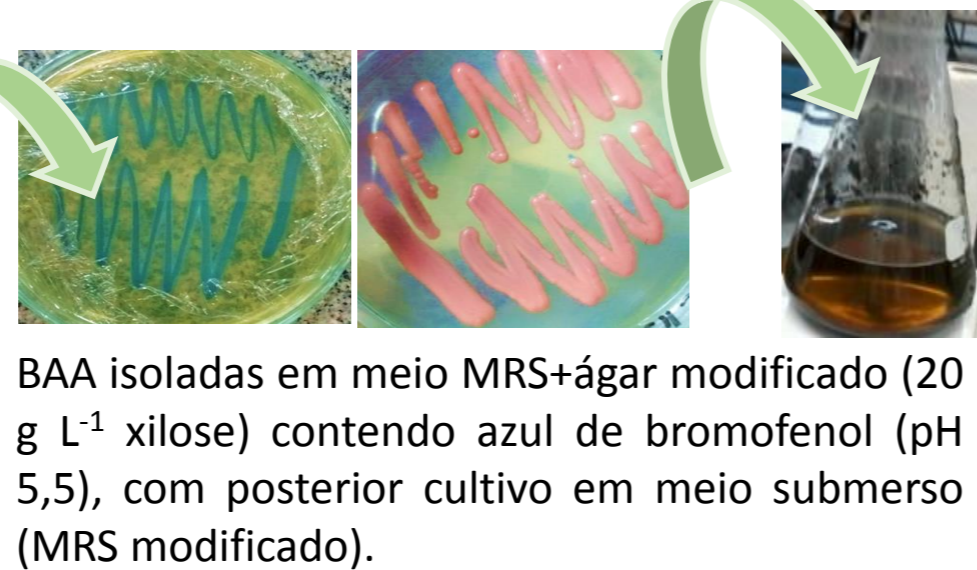 BAA isoladas em meio MRS+ágar modificado (20
g L⁻¹ xilose) contendo azul de bromofenol (pH
5,5), com posterior cultivo em meio submerso
(MRS modificado).